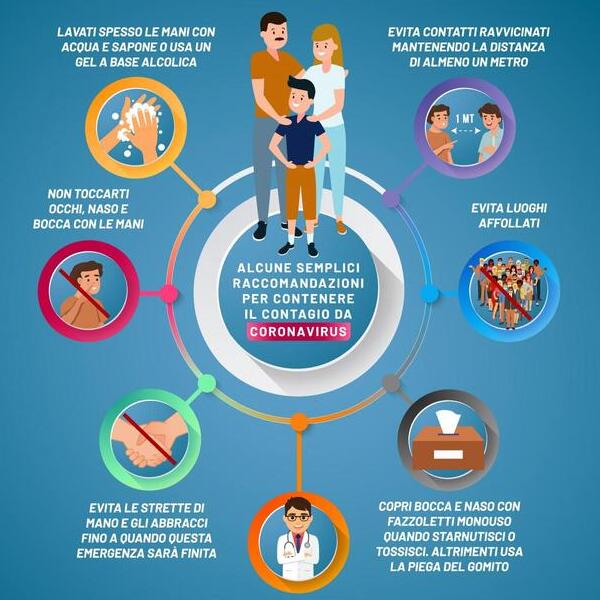 LAVATI SPESSO LE MANI CON
ACQUA E SAPONE O USA UN
GEL A BASE ALCOLICA
EVITA CONTATTI RAVVICINATI
MANTENENDO LA DISTANZA
DI ALMENO UN METRO
1 MT
NON TOCCARTI
OCCHI, NASO E
BOCCA CON LE MANI
EVITA LUOGHI
AFFOLLATI
ALCUNE SEMPLICI
RACCOMANDAZIONI
PER CONTENERE
IL CONTAGIO DA
CORONAVIRUS
EVITA LE STRETTE DI
MANO E GLI ABBRACCI
FINO A QUANDO QUESTA
EMERGENZA SARÀ FINITA
COPRI BOCCA E NASO CON
FAZZOLETTI MONOUSO
QUANDO STARNUTISCI O
TOSSISCI. ALTRIMENTI USA
LA PIEGA DEL GOMITO